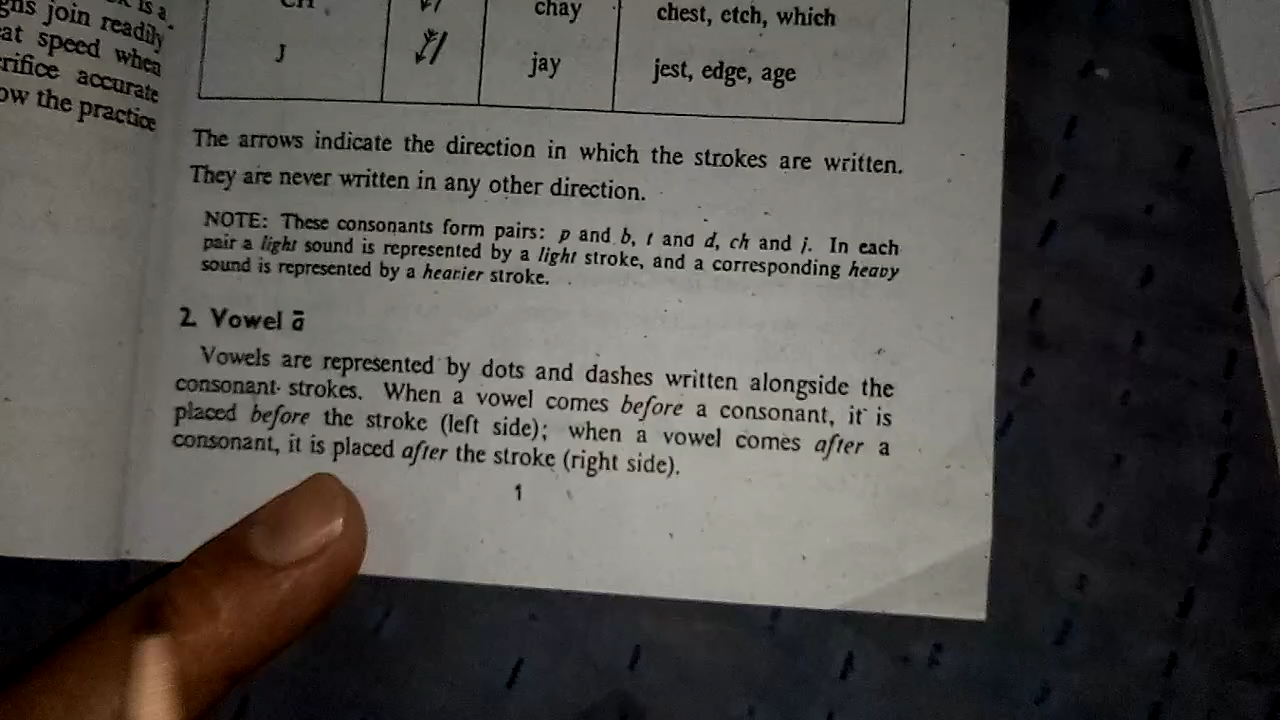 is a
gns join readily
at speed when
rifice accurate
ow the practice
CH chay chest, etch, which
J jay jest, edge, age
The arrows indicate the direction in which the strokes are written.
They are never written in any other direction.
NOTE: These consonants form pairs: p and b, t and d, ch and j. In each
pair a light sound is represented by a light stroke, and a corresponding heavy
sound is represented by a heavier stroke.
2. Vowel ā
Vowels are represented by dots and dashes written alongside the
consonant strokes. When a vowel comes before a consonant, it is
placed before the stroke (left side); when a vowel comes after a
consonant, it is placed after the stroke (right side).
1